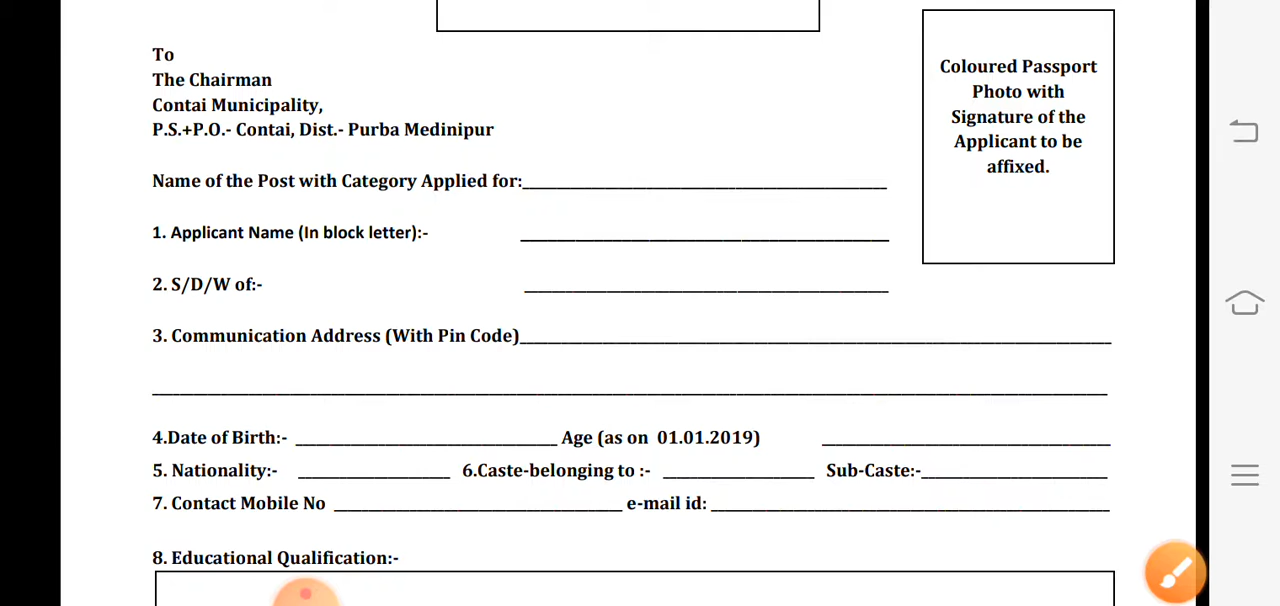 To
The Chairman
Contai Municipality,
P.S.+P.O.- Contai, Dist.- Purba Medinipur
Coloured Passport
Photo with
Signature of the
Applicant to be
affixed.
Name of the Post with Category Applied for:
1. Applicant Name (In block letter):-
2. S/D/W of:-
3. Communication Address (With Pin Code)
4.Date of Birth:- Age (as on 01.01.2019)
5. Nationality:- 6.Caste-belonging to :- Sub-Caste:-
7. Contact Mobile No e-mail id:
8. Educational Qualification:-